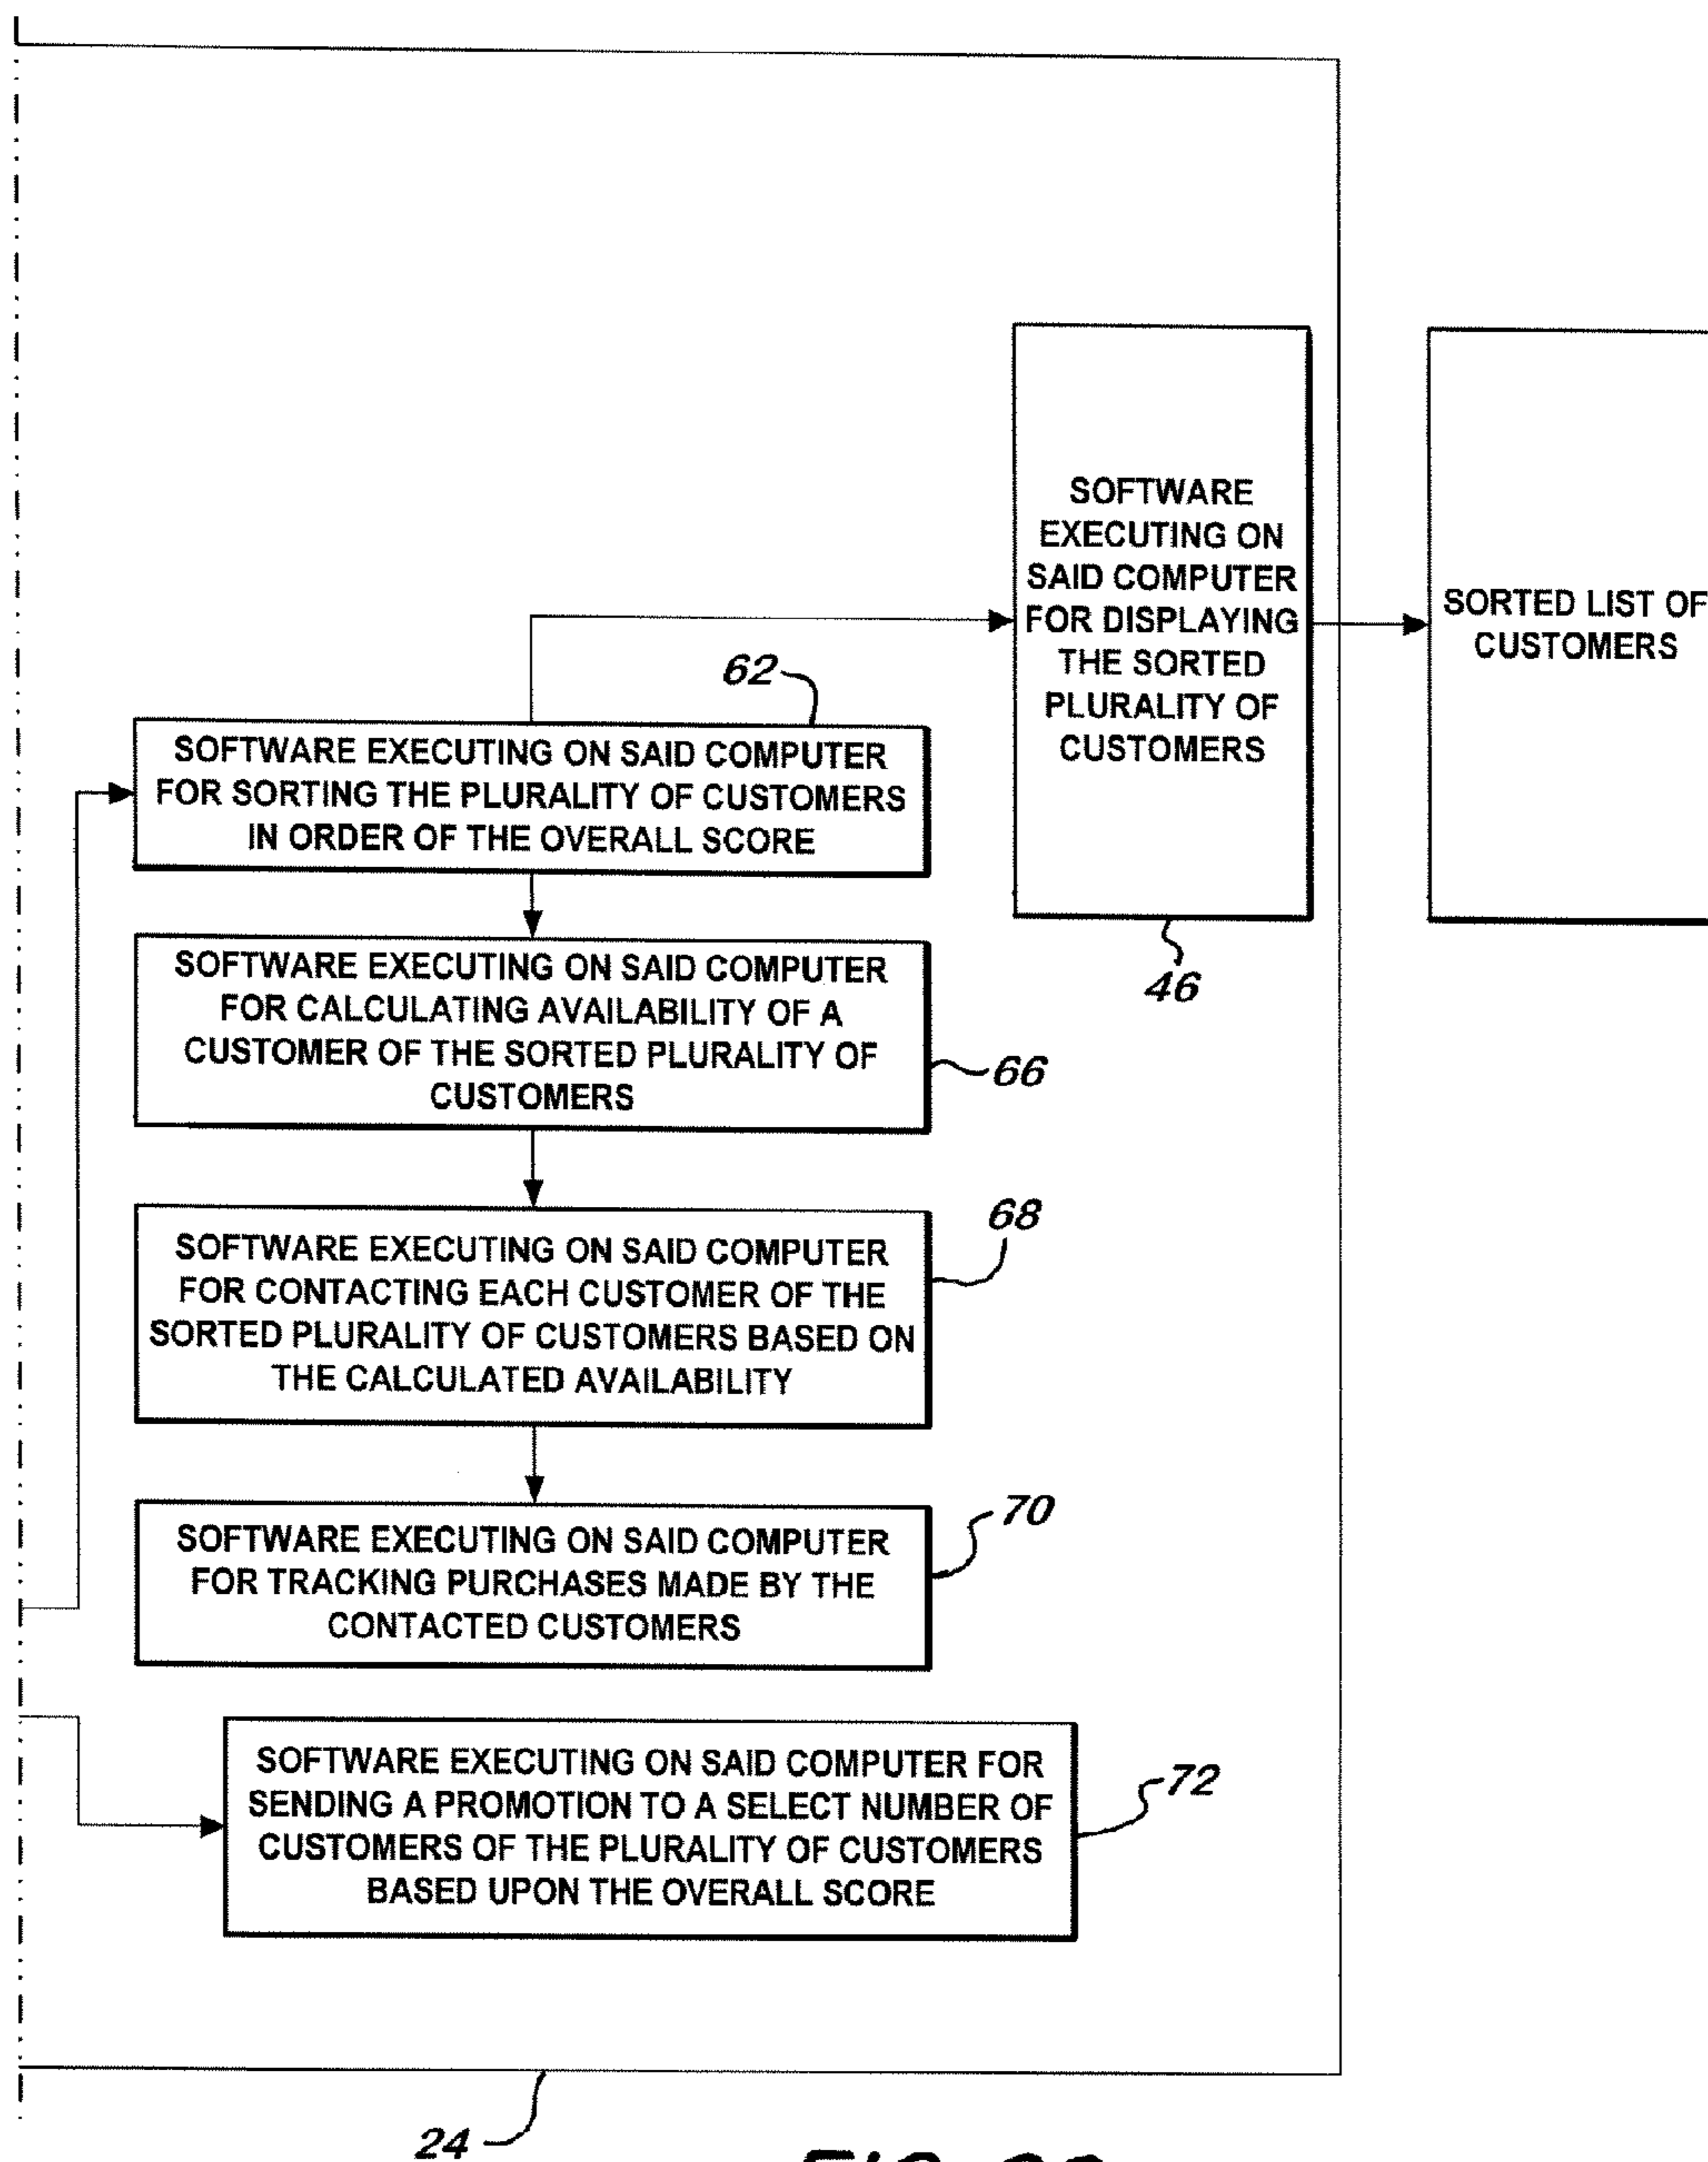 SOFTWARE
EXECUTING ON
SAID COMPUTER
FOR DISPLAYING
THE SORTED
PLURALITY OF
CUSTOMERS
46
SORTED LIST OF
CUSTOMERS
62
SOFTWARE EXECUTING ON SAID COMPUTER
FOR SORTING THE PLURALITY OF CUSTOMERS
IN ORDER OF THE OVERALL SCORE
SOFTWARE EXECUTING ON SAID COMPUTER
FOR CALCULATING AVAILABILITY OF A
CUSTOMER OF THE SORTED PLURALITY OF
CUSTOMERS
66
SOFTWARE EXECUTING ON SAID COMPUTER
FOR CONTACTING EACH CUSTOMER OF THE
SORTED PLURALITY OF CUSTOMERS BASED ON
THE CALCULATED AVAILABILITY
68
SOFTWARE EXECUTING ON SAID COMPUTER
FOR TRACKING PURCHASES MADE BY THE
CONTACTED CUSTOMERS
70
SOFTWARE EXECUTING ON SAID COMPUTER FOR
SENDING A PROMOTION TO A SELECT NUMBER OF
CUSTOMERS OF THE PLURALITY OF CUSTOMERS
BASED UPON THE OVERALL SCORE
72
24